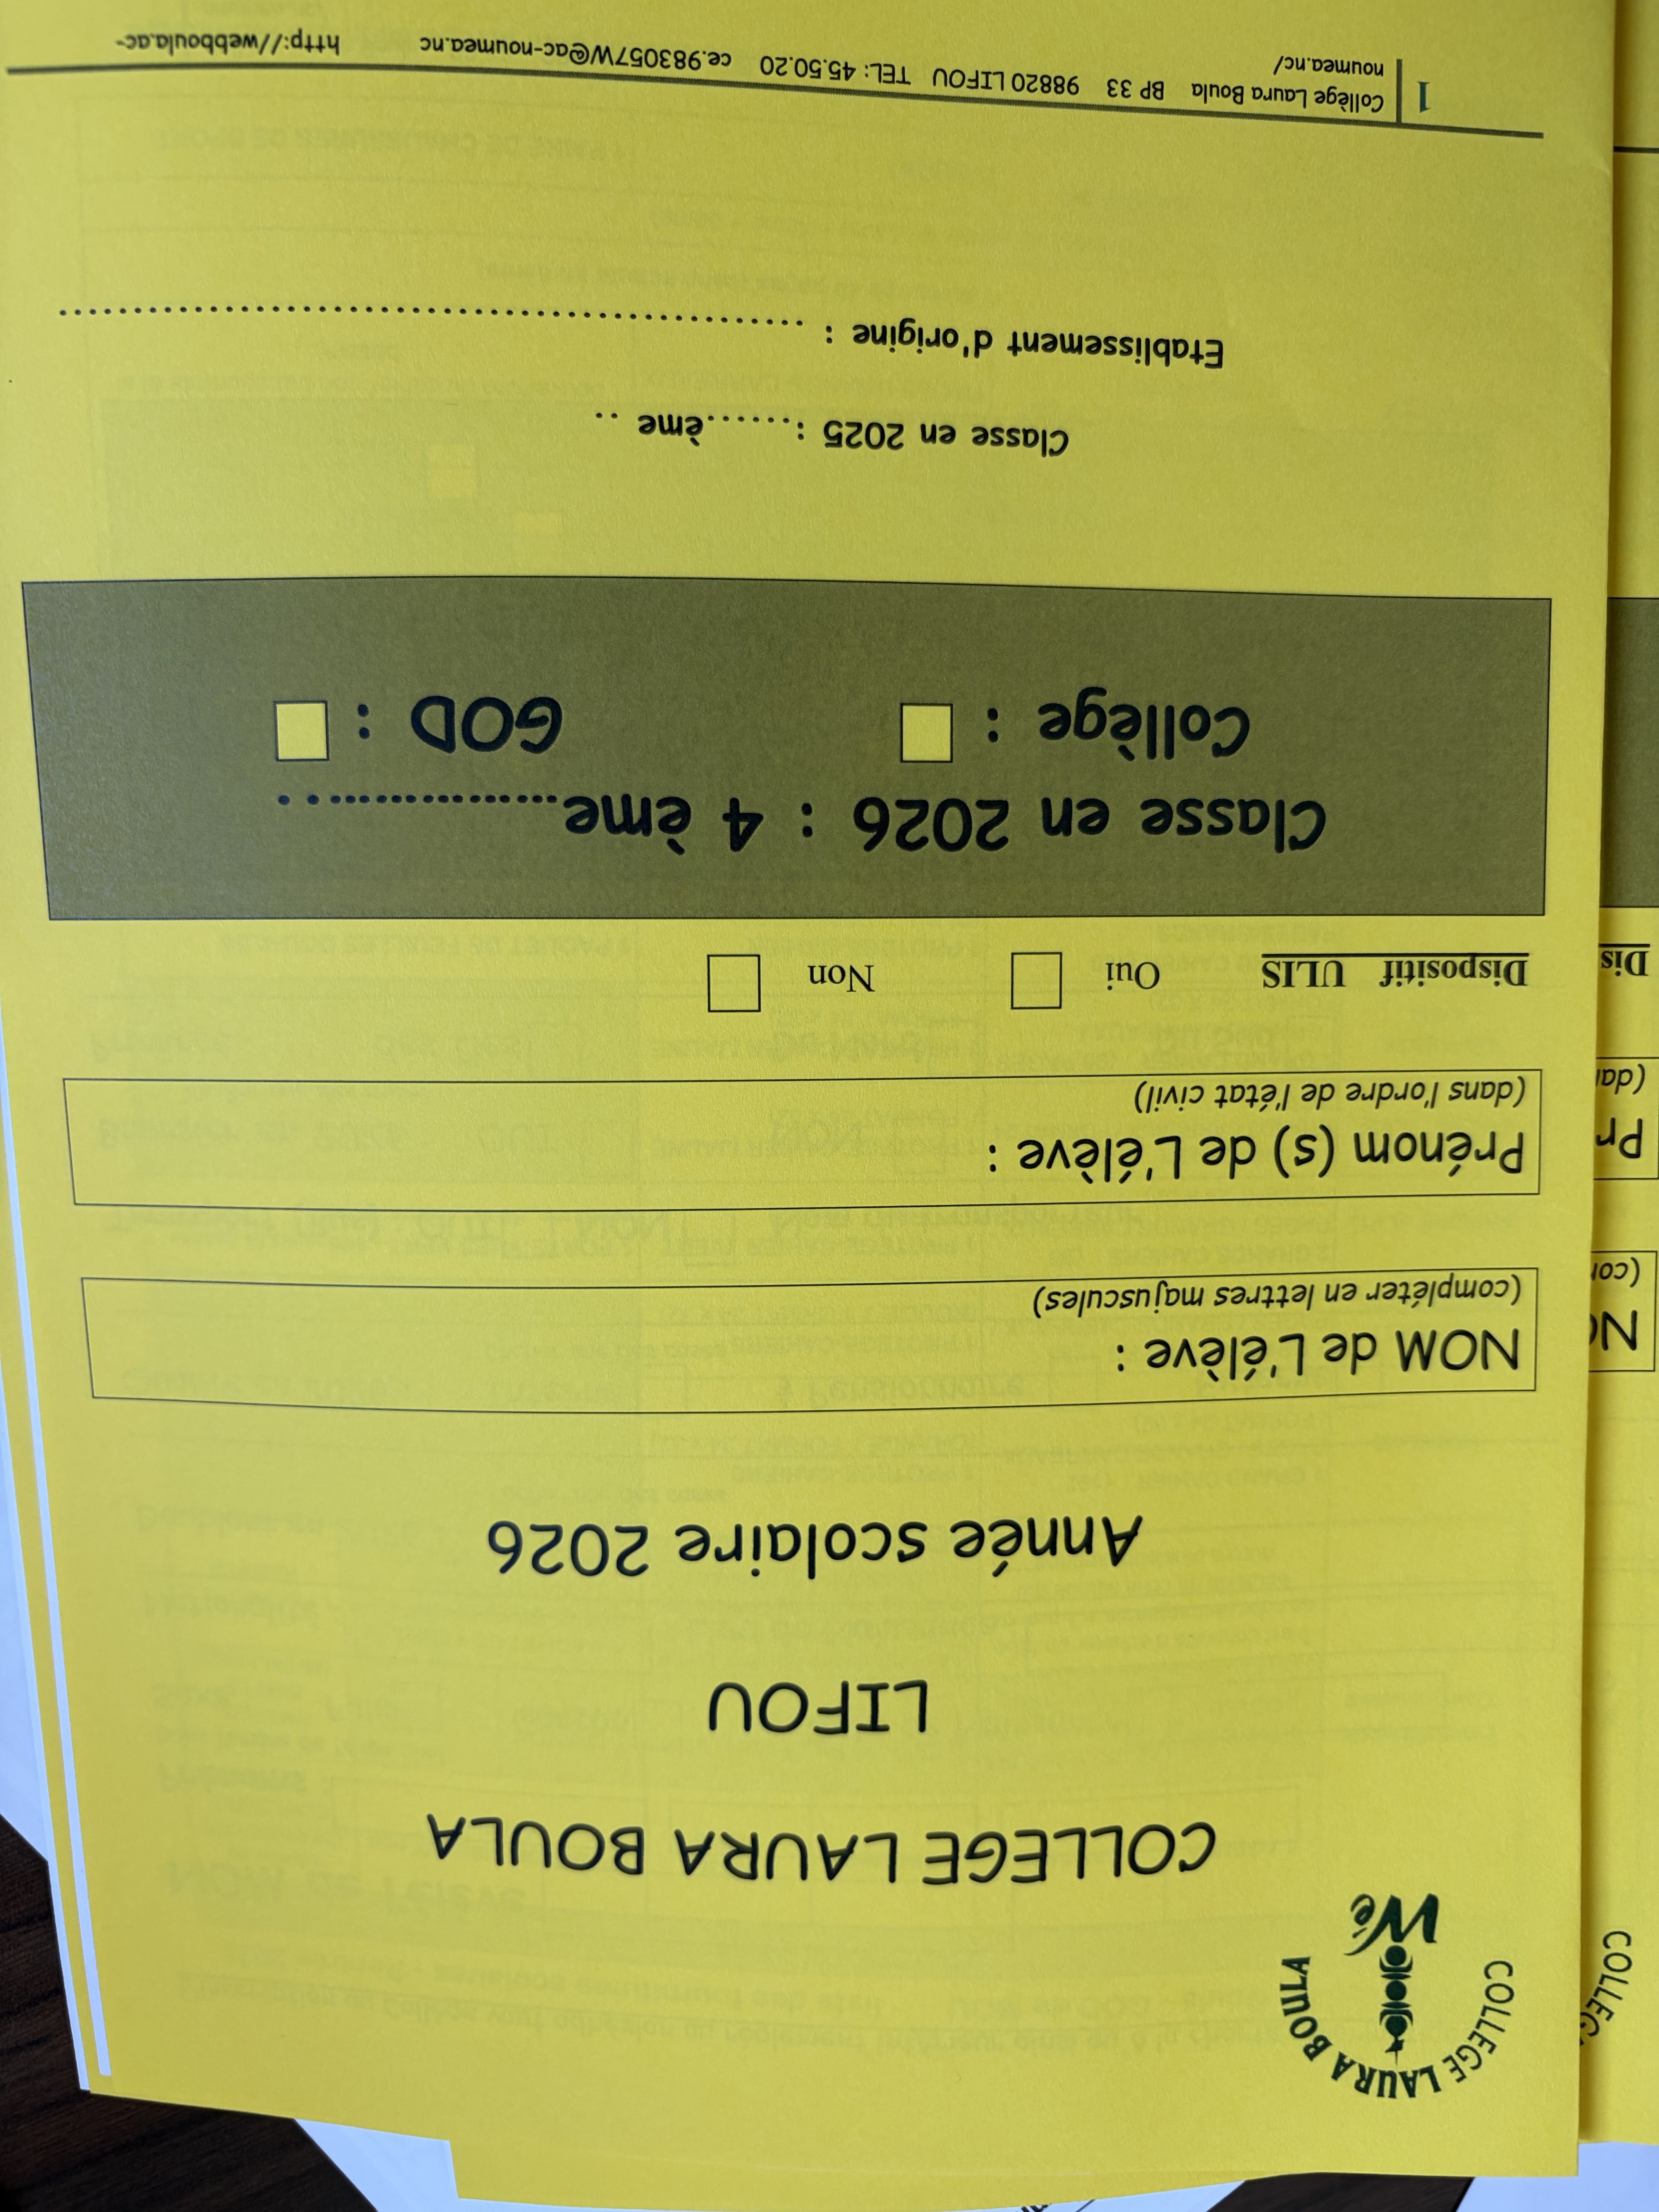 COLLEGE LAURA BOULA
Wé
COLLEGE LAURA BOULA
LIFOU
Année scolaire 2026
NOM de L'élève :
(compléter en lettres majuscules)
Prénom (s) de L'élève :
(dans l'ordre de l'état civil)
Dispositif ULIS Oui Non
Classe en 2026 : 4 ème..................
Collège : GOD :
Classe en 2025 :.......ème ..
Etablissement d'origine : ..................................................
1 Collège Laura Boula BP 33 98820 LIFOU TEL: 45.50.20 ce.983057W@ac-noumea.nc http://webboula.ac-
noumea.nc/